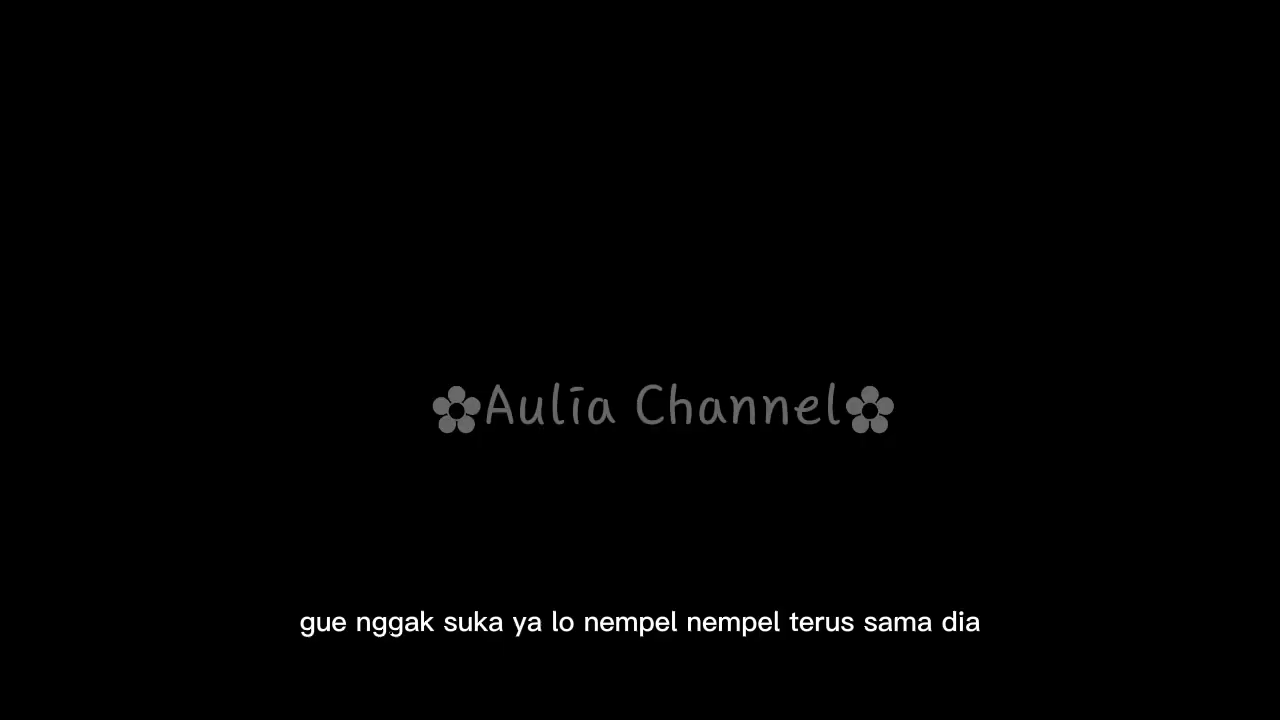 ✿Aulia Channel✿
gue nggak suka ya lo nempel nempel terus sama dia